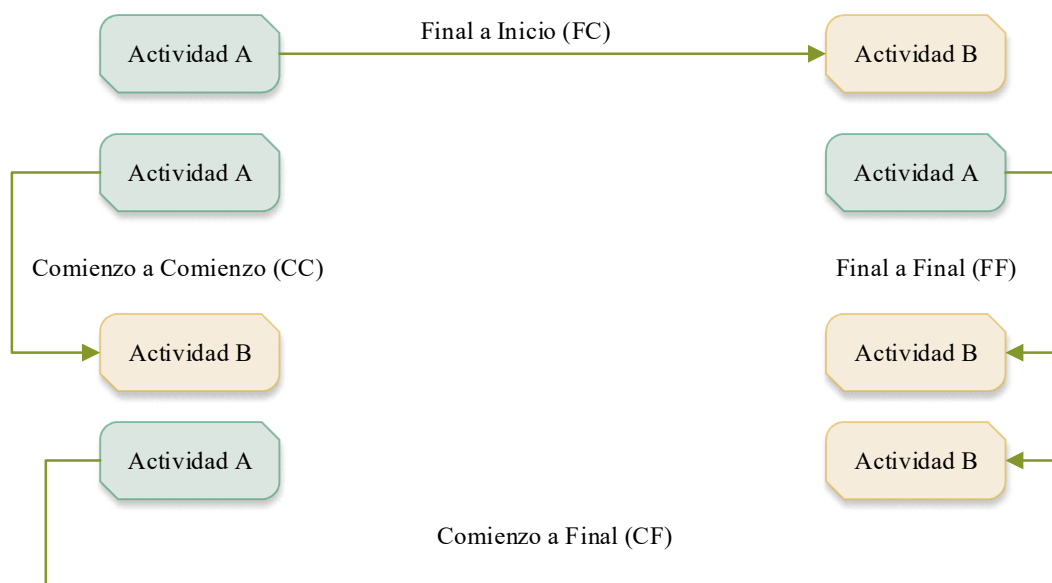 Actividad A
Final a Inicio (FC)
Actividad B
Actividad A
Actividad A
Comienzo a Comienzo (CC)
Final a Final (FF)
Actividad B
Actividad B
Actividad A
Actividad B
Comienzo a Final (CF)